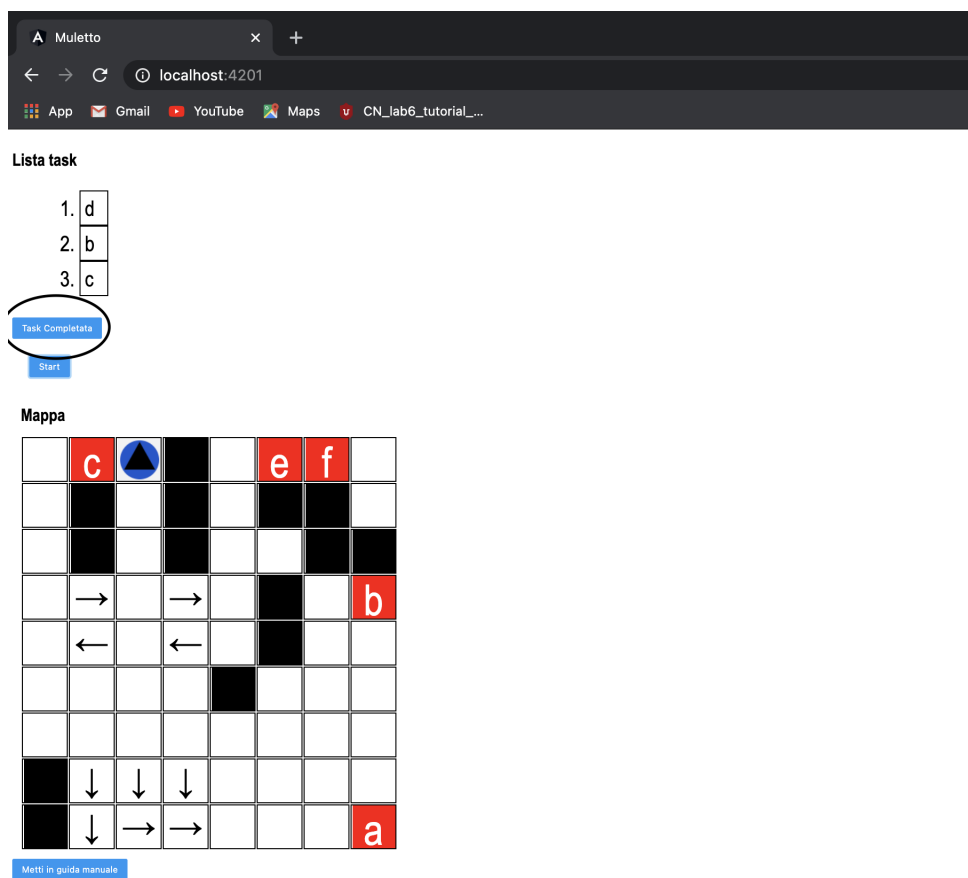 Muletto
localhost:4201
App Gmail YouTube Maps CN_lab6_tutorial_...
Lista task
1. d
2. b
3. c
Task Completata
Start
Mappa
c e f
→ → b
← ←
↓ ↓ ↓
↓ → → a
Metti in guida manuale